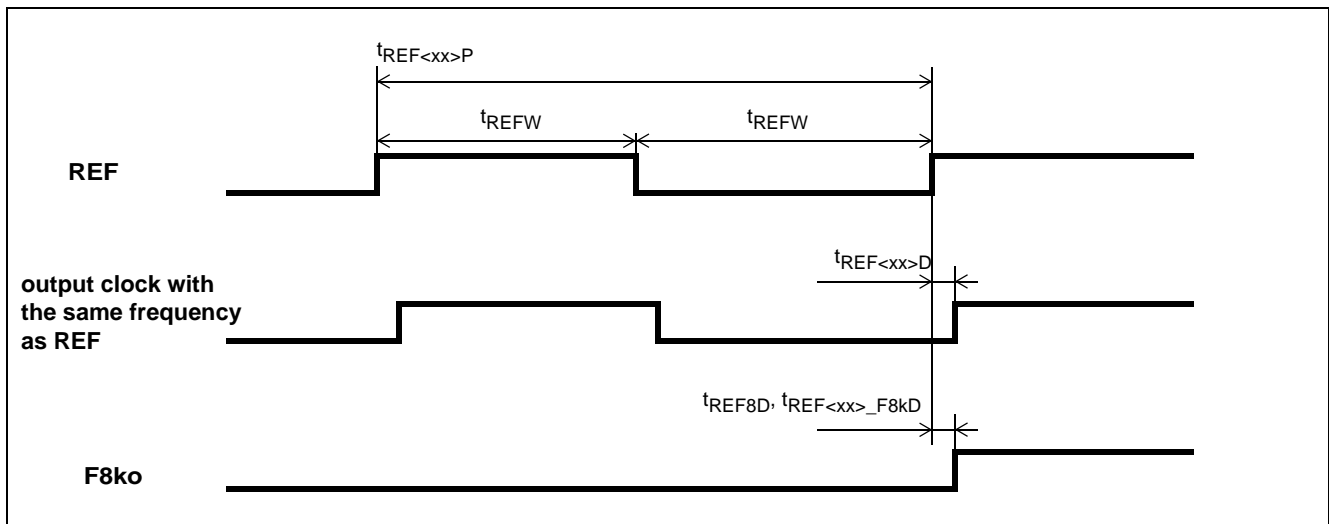 tREF<xx>P
tREFW tREFW
REF
tREF<xx>D
output clock with
the same frequency
as REF
tREF8D, tREF<xx>_F8kD
F8ko